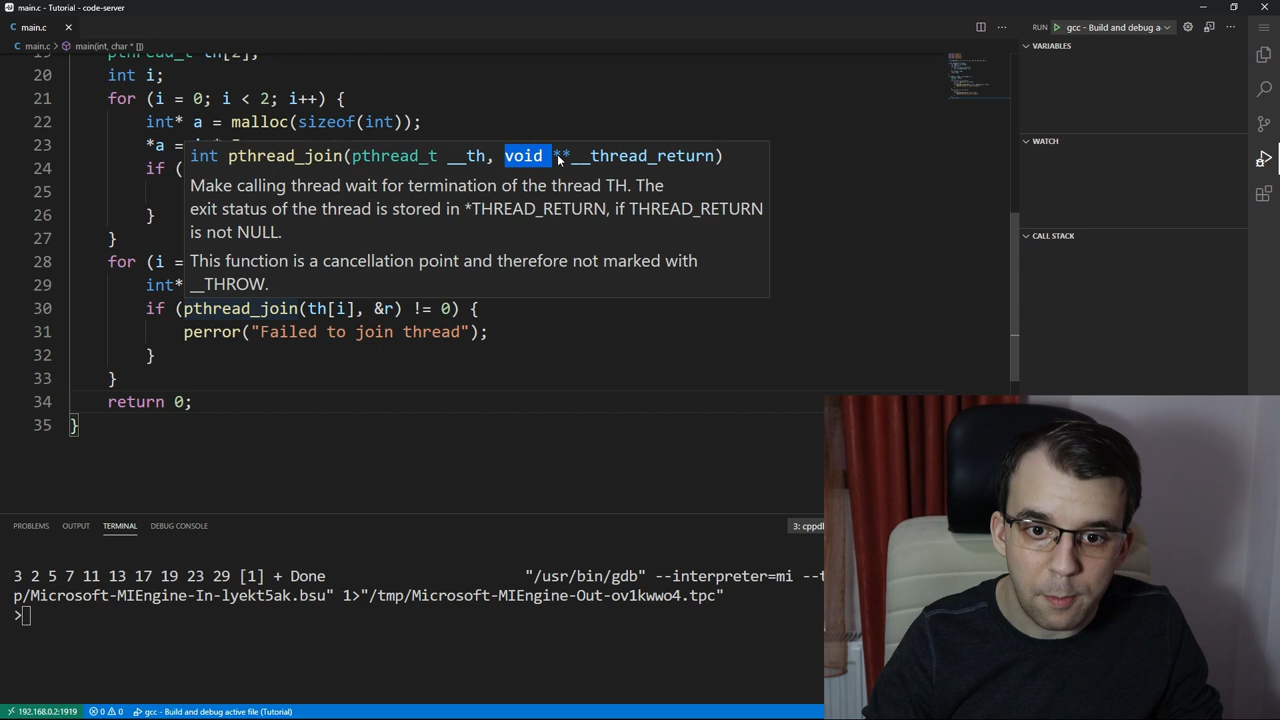 main.c - Tutorial - code-server
main.c
RUN gcc - Build and debug a
main.c > main(int, char * [])
VARIABLES
20 int i;
21 for (i = 0; i < 2; i++) {
22 int* a = malloc(sizeof(int));
23 *a =
int pthread_join(pthread_t __th, void **__thread_return)
24 if (
Make calling thread wait for termination of the thread TH. The
25
exit status of the thread is stored in *THREAD_RETURN, if THREAD_RETURN
26 }
is not NULL.
27 }
28 for (i =
This function is a cancellation point and therefore not marked with
__THROW.
29 int*
30 if (pthread_join(th[i], &r) != 0) {
31 perror("Failed to join thread");
32 }
33 }
34 return 0;
35 }
WATCH
CALL STACK
PROBLEMS OUTPUT TERMINAL DEBUG CONSOLE 3: cppd
3 2 5 7 11 13 17 19 23 29 [1] + Done "/usr/bin/gdb" --interpreter=mi --t
p/Microsoft-MIEngine-In-lyekt5ak.bsu" 1>"/tmp/Microsoft-MIEngine-Out-ov1kwwo4.tpc"
>
192.168.0.2:1919 0 0 gcc - Build and debug active file (Tutorial)